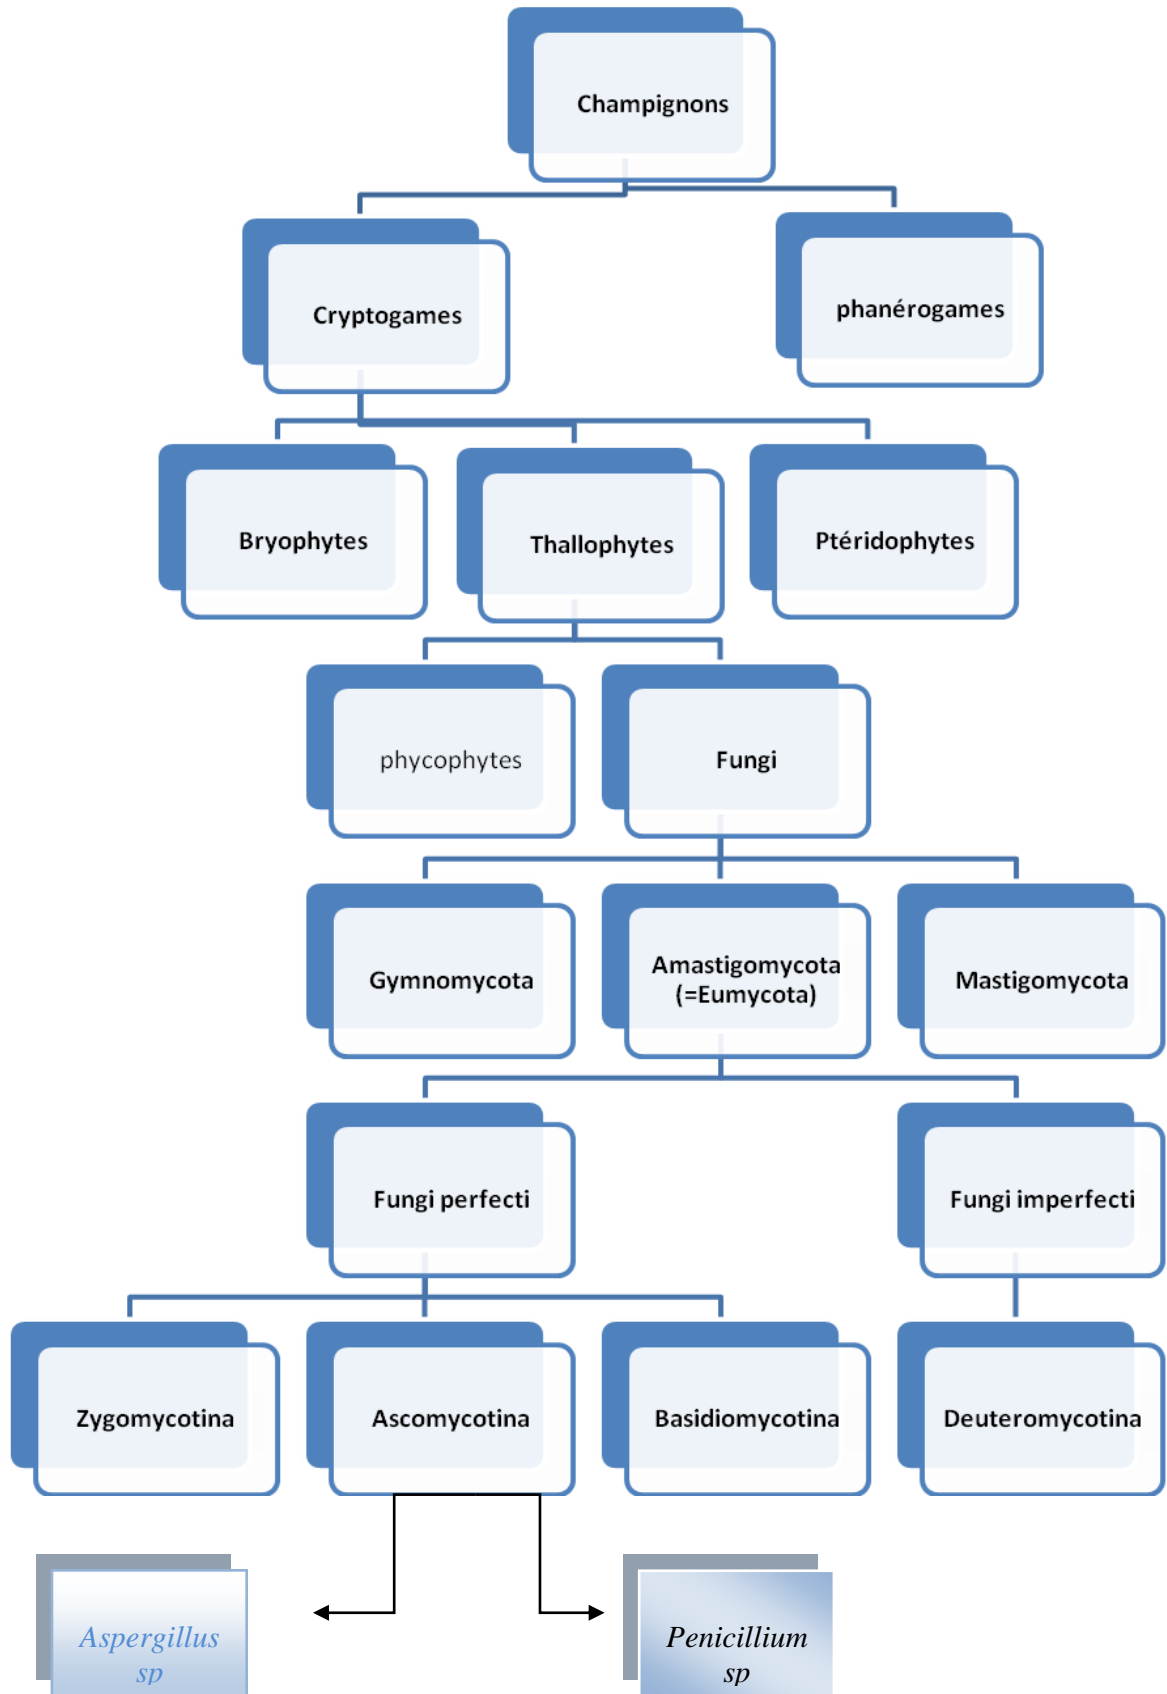 Champignons
Cryptogames
phanérogames
Bryophytes
Thallophytes
Ptéridophytes
phycophytes
Fungi
Gymnomycota
Amastigomycota
(=Eumycota)
Mastigomycota
Fungi perfecti
Fungi imperfecti
Zygomycotina
Ascomycotina
Basidiomycotina
Deuteromycotina
Aspergillus
sp
Penicillium
sp